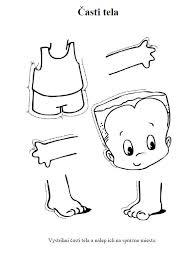 Časti tela
Vystrihni časti tela a nalep ich na správne miesto.